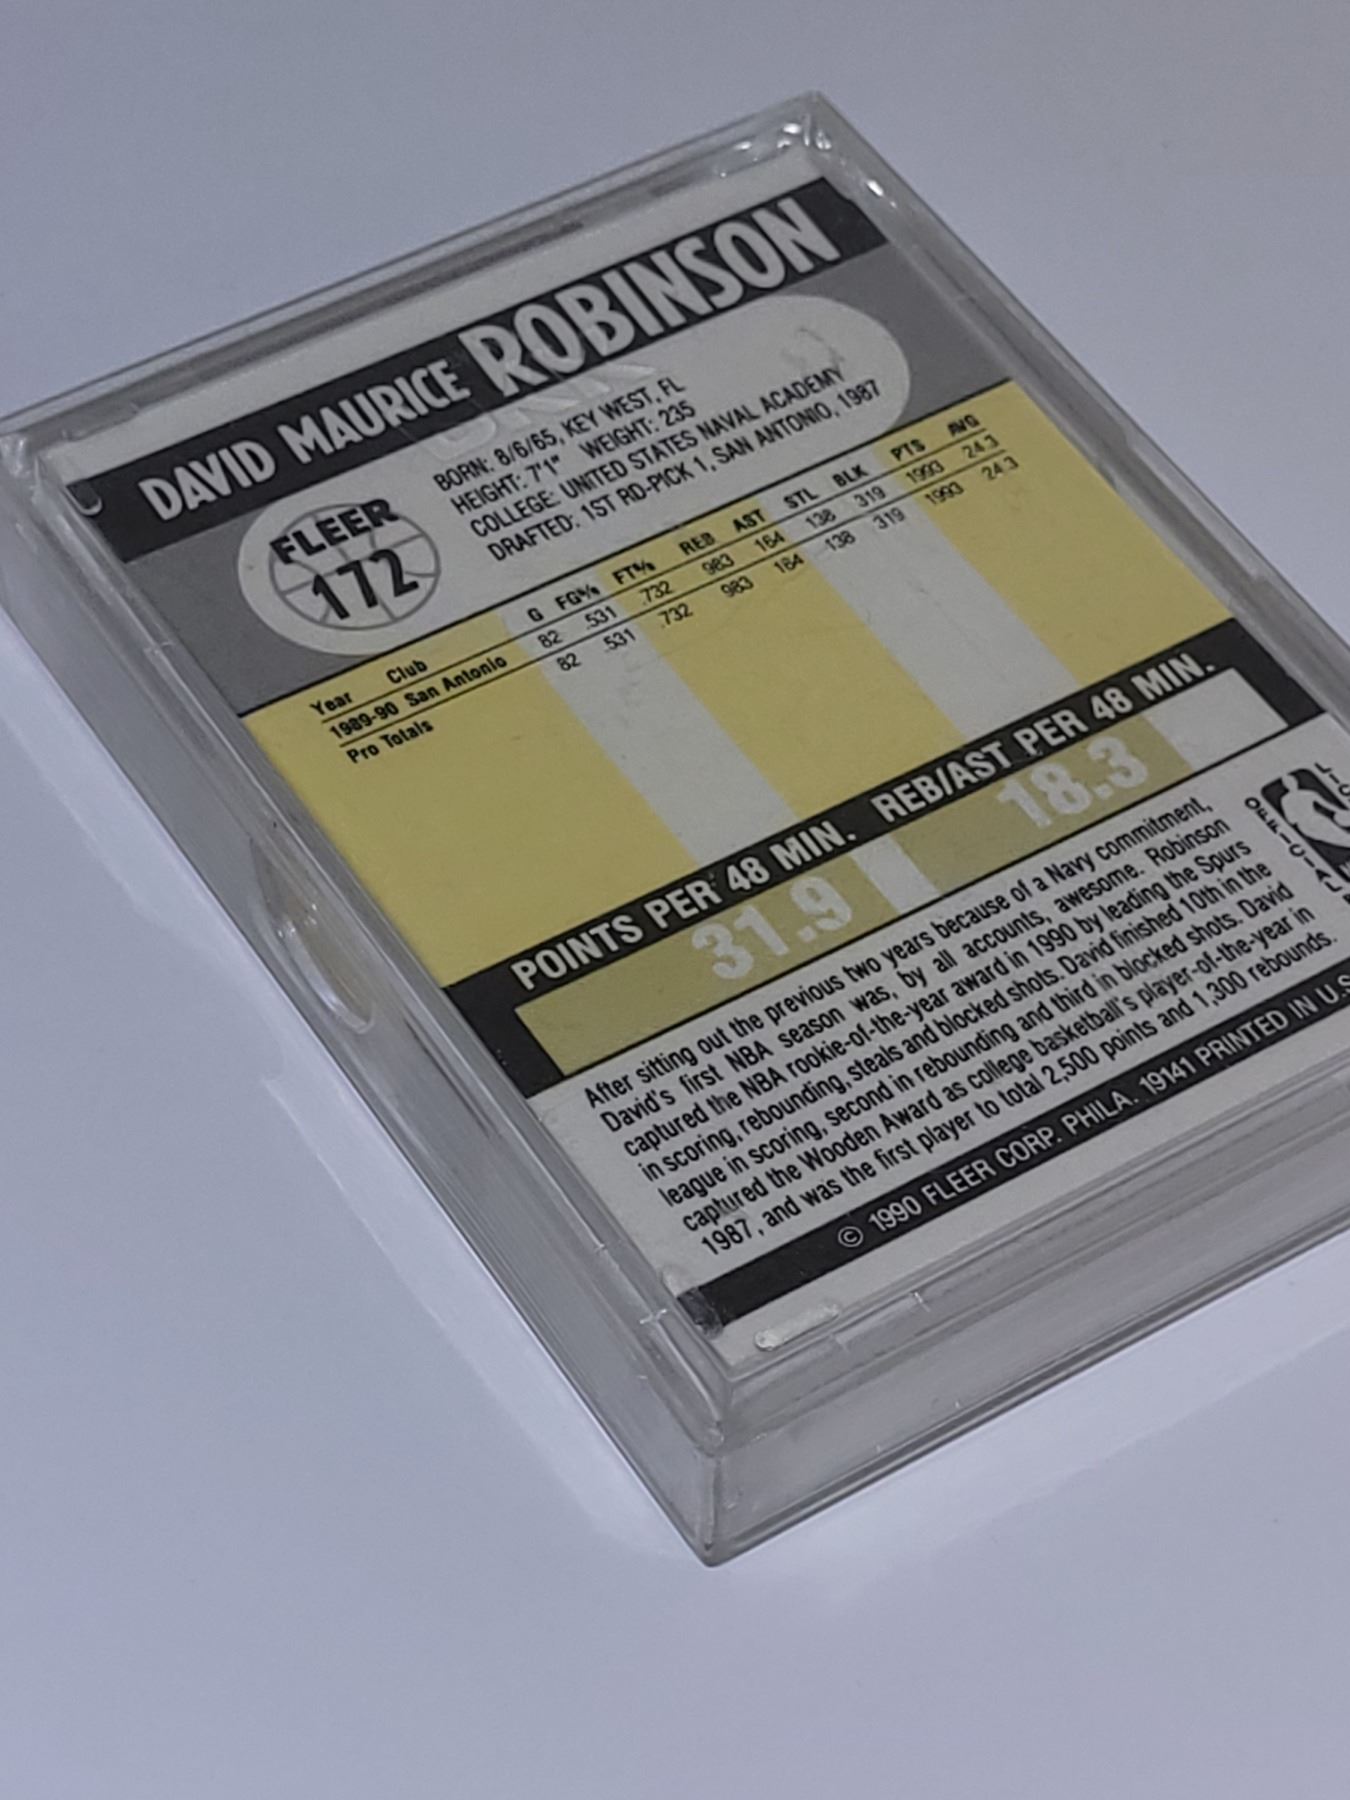 DAVID MAURICE ROBINSON
FLEER
172
BORN: 8/6/65, KEY WEST, FL
HEIGHT: 7'1" WEIGHT: 235
COLLEGE: UNITED STATES NAVAL ACADEMY
DRAFTED: 1ST RD-PICK 1, SAN ANTONIO, 1987
Year Club G FG% FT% REB AST STL BLK PTS AVG
1989-90 San Antonio 82 .531 .732 983 164 138 319 1993 24.3
Pro Totals 82 .531 .732 983 164 138 319 1993 24.3
POINTS PER 48 MIN. REB/AST PER 48 MIN.
31.9 18.3
After sitting out the previous two years because of a Navy commitment,
David's first NBA season was, by all accounts, awesome. Robinson
captured the NBA rookie-of-the-year award in 1990 by leading the Spurs
in scoring, rebounding, steals and blocked shots. David finished 10th in the
league in scoring, second in rebounding and third in blocked shots. David
captured the Wooden Award as college basketball's player-of-the-year in
1987, and was the first player to total 2,500 points and 1,300 rebounds.
OFFICIAL
© 1990 FLEER CORP. PHILA. 19141 PRINTED IN U.S